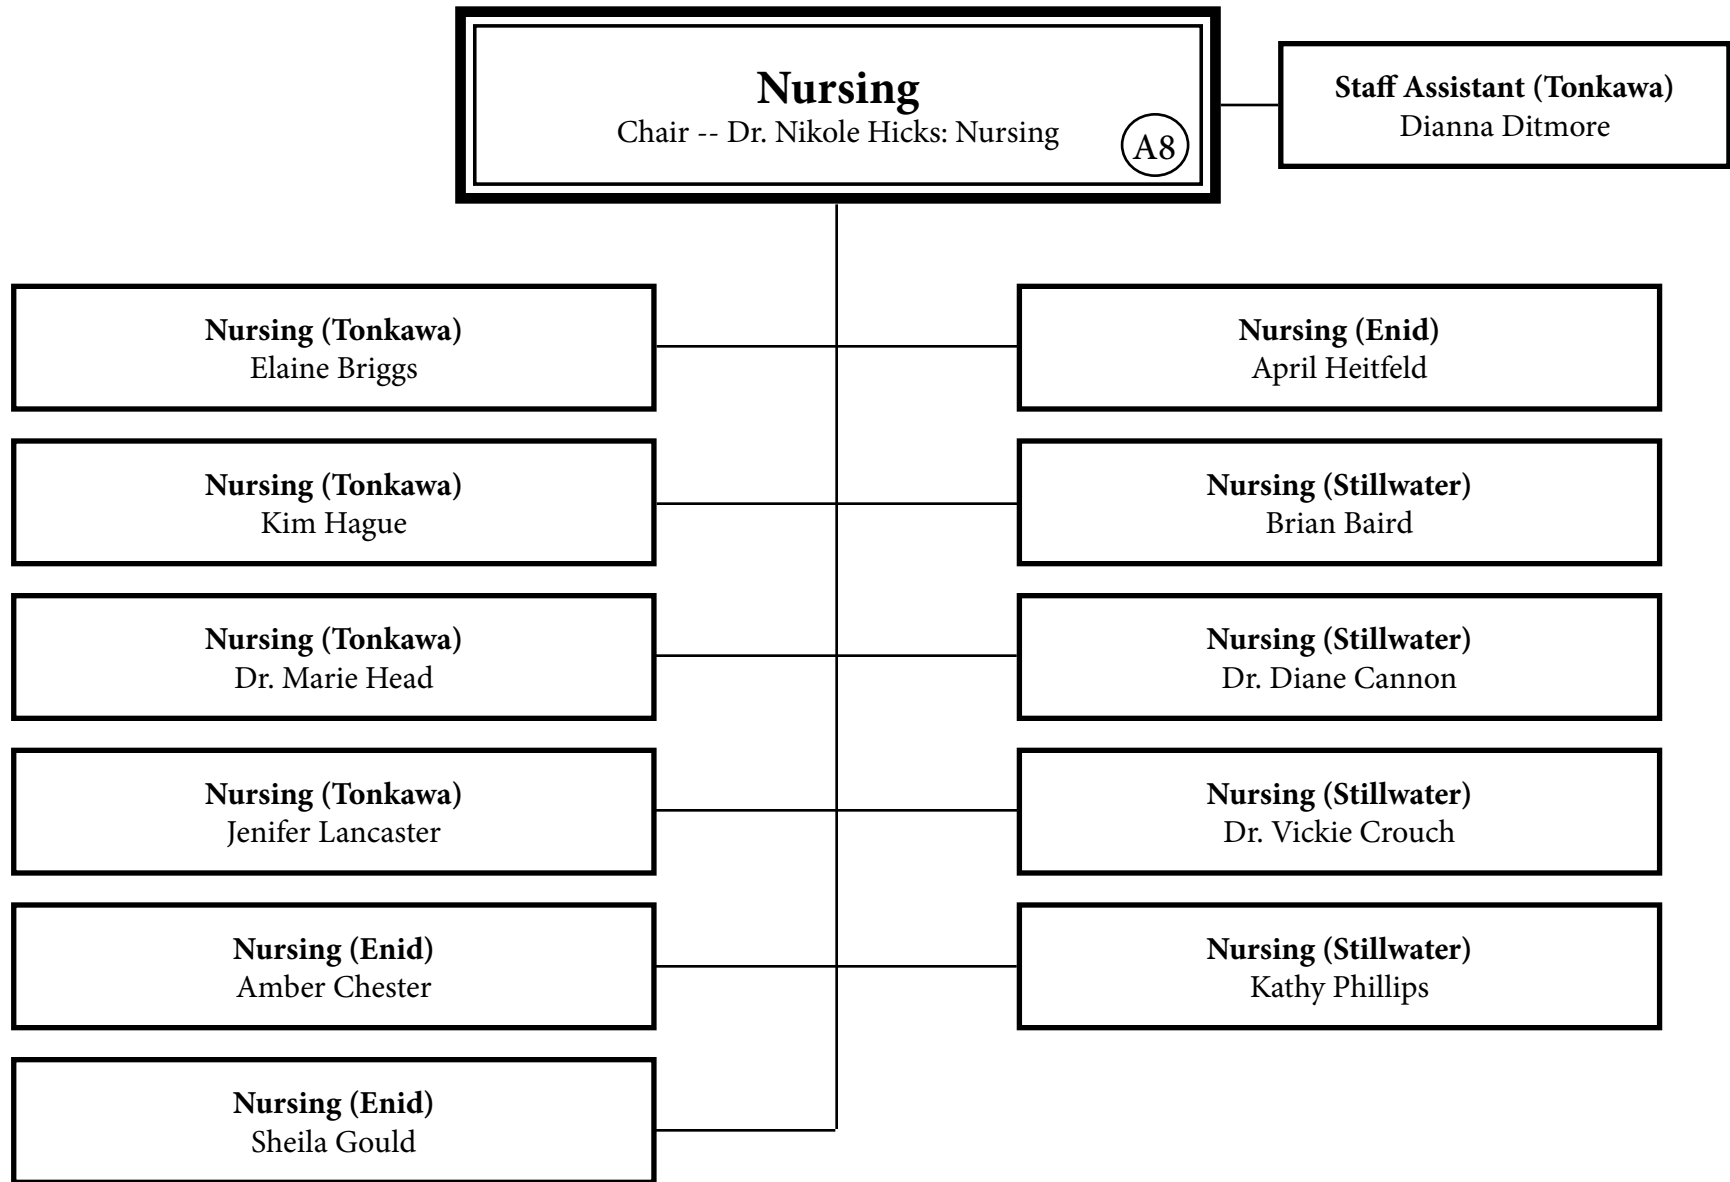 Nursing
Chair -- Dr. Nikole Hicks: Nursing
A8
Staff Assistant (Tonkawa)
Dianna Ditmore
Nursing (Tonkawa)
Elaine Briggs
Nursing (Tonkawa)
Kim Hague
Nursing (Tonkawa)
Dr. Marie Head
Nursing (Tonkawa)
Jenifer Lancaster
Nursing (Enid)
Amber Chester
Nursing (Enid)
Sheila Gould
Nursing (Enid)
April Heitfeld
Nursing (Stillwater)
Brian Baird
Nursing (Stillwater)
Dr. Diane Cannon
Nursing (Stillwater)
Dr. Vickie Crouch
Nursing (Stillwater)
Kathy Phillips